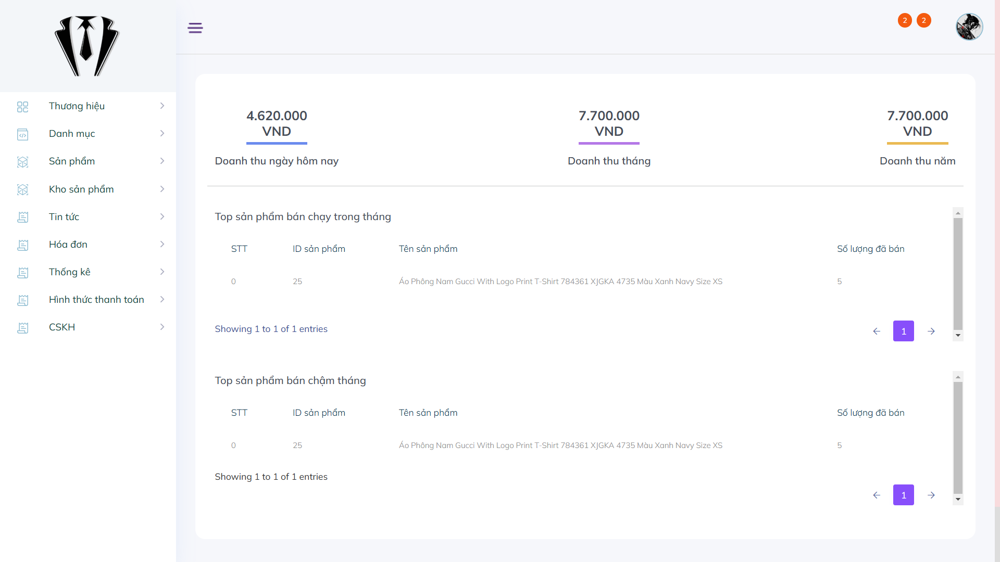 2 2
Thương hiệu
Danh mục
Sản phẩm
Kho sản phẩm
Tin tức
Hóa đơn
Thống kê
Hình thức thanh toán
CSKH
4.620.000
VND
Doanh thu ngày hôm nay
7.700.000
VND
Doanh thu tháng
7.700.000
VND
Doanh thu năm
Top sản phẩm bán chạy trong tháng
STT ID sản phẩm Tên sản phẩm Số lượng đã bán
0 25 Áo Phông Nam Gucci With Logo Print T-Shirt 784361 XJGKA 4735 Màu Xanh Navy Size XS 5
Showing 1 to 1 of 1 entries
1
Top sản phẩm bán chậm tháng
STT ID sản phẩm Tên sản phẩm Số lượng đã bán
0 25 Áo Phông Nam Gucci With Logo Print T-Shirt 784361 XJGKA 4735 Màu Xanh Navy Size XS 5
Showing 1 to 1 of 1 entries
1